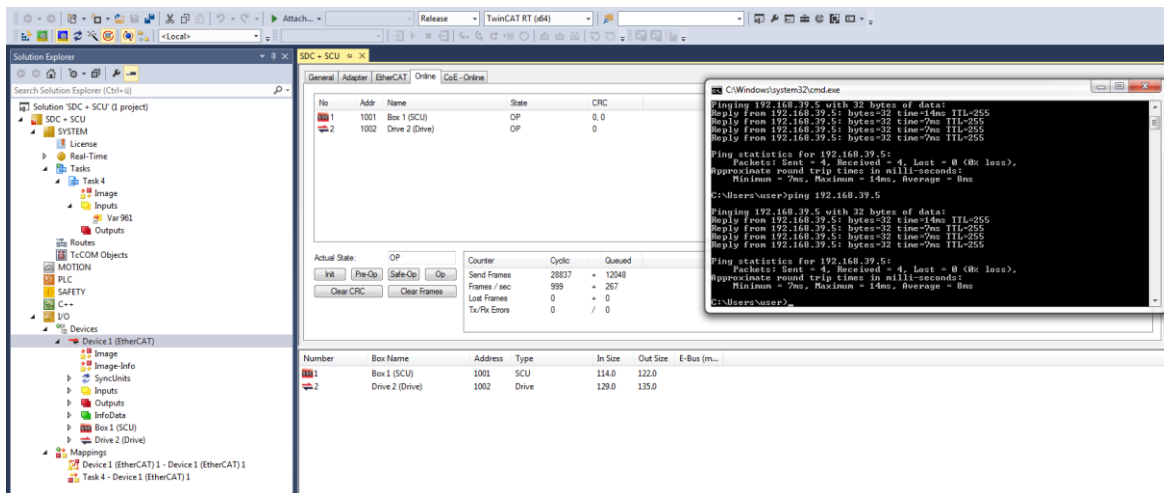 Attach...
Release
TwinCAT RT (x64)
<Local>
Solution Explorer
Search Solution Explorer (Ctrl+ü)
Solution 'SDC + SCU' (1 project)
SDC + SCU
SYSTEM
License
Real-Time
Tasks
Task 4
Image
Inputs
Var 961
Outputs
Routes
TcCOM Objects
MOTION
PLC
SAFETY
C++
I/O
Devices
Device 1 (EtherCAT)
Image
Image-Info
SyncUnits
Inputs
Outputs
InfoData
Box 1 (SCU)
Drive 2 (Drive)
Mappings
Device 1 (EtherCAT) 1 - Device 1 (EtherCAT) 1
Task 4 - Device 1 (EtherCAT) 1
SDC + SCU
General Adapter EtherCAT Online CoE - Online
No Addr Name State CRC
1 1001 Box 1 (SCU) OP 0, 0
2 1002 Drive 2 (Drive) OP 0
Actual State: OP
Init Pre-Op Safe-Op Op
Clear CRC Clear Frames
Counter Cyclic Queued
Send Frames 28837 + 12048
Frames / sec 999 + 267
Lost Frames 0 + 0
Tx/Rx Errors 0 / 0
Number Box Name Address Type In Size Out Size E-Bus (m...
1 Box 1 (SCU) 1001 SCU 114.0 122.0
2 Drive 2 (Drive) 1002 Drive 129.0 135.0
C:\Windows\system32\cmd.exe
Pinging 192.168.39.5 with 32 bytes of data:
Reply from 192.168.39.5: bytes=32 time=14ms TTL=255
Reply from 192.168.39.5: bytes=32 time=7ms TTL=255
Reply from 192.168.39.5: bytes=32 time=7ms TTL=255
Reply from 192.168.39.5: bytes=32 time=7ms TTL=255
Ping statistics for 192.168.39.5:
Packets: Sent = 4, Received = 4, Lost = 0 (0% loss),
Approximate round trip times in milli-seconds:
Minimum = 7ms, Maximum = 14ms, Average = 8ms
C:\Users\user>ping 192.168.39.5
Pinging 192.168.39.5 with 32 bytes of data:
Reply from 192.168.39.5: bytes=32 time=14ms TTL=255
Reply from 192.168.39.5: bytes=32 time=7ms TTL=255
Reply from 192.168.39.5: bytes=32 time=7ms TTL=255
Reply from 192.168.39.5: bytes=32 time=7ms TTL=255
Ping statistics for 192.168.39.5:
Packets: Sent = 4, Received = 4, Lost = 0 (0% loss),
Approximate round trip times in milli-seconds:
Minimum = 7ms, Maximum = 14ms, Average = 8ms
C:\Users\user>_